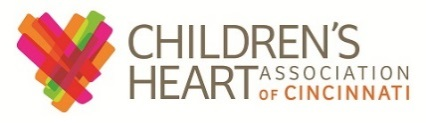 CHILDREN'S
HEART ASSOCIATION
OF CINCINNATI